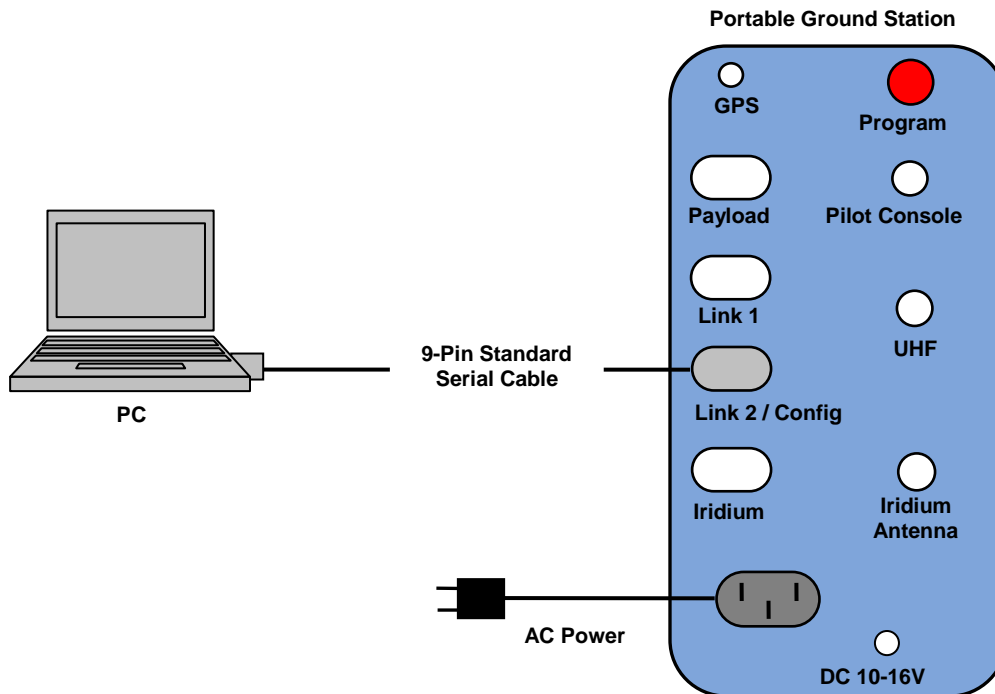 Portable Ground Station
GPS
Program
Payload
Pilot Console
Link 1
UHF
9-Pin Standard
Serial Cable
PC
Link 2 / Config
Iridium
Iridium
Antenna
AC Power
DC 10-16V